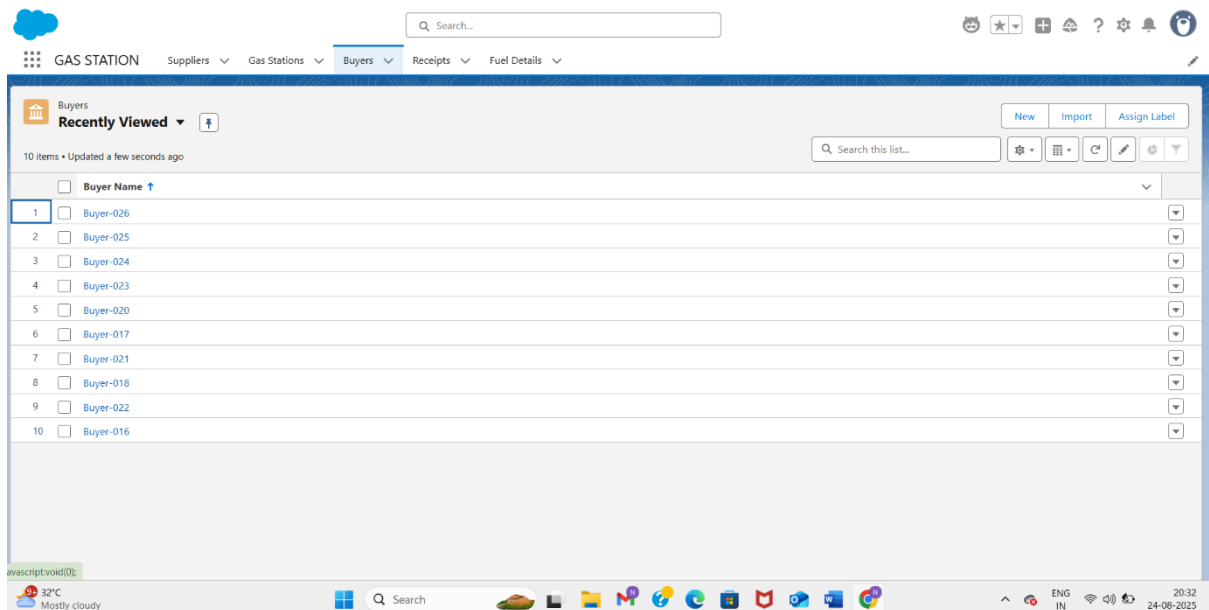 Search...
GAS STATION Suppliers Gas Stations Buyers Receipts Fuel Details
Buyers
Recently Viewed
New Import Assign Label
10 items • Updated a few seconds ago
Search this list...
Buyer Name
1 Buyer-026
2 Buyer-025
3 Buyer-024
4 Buyer-023
5 Buyer-020
6 Buyer-017
7 Buyer-021
8 Buyer-018
9 Buyer-022
10 Buyer-016
avascript:void(0);
9+ 32°C
Mostly cloudy
Search
N
N
ENG
IN
20:32
24-08-2025